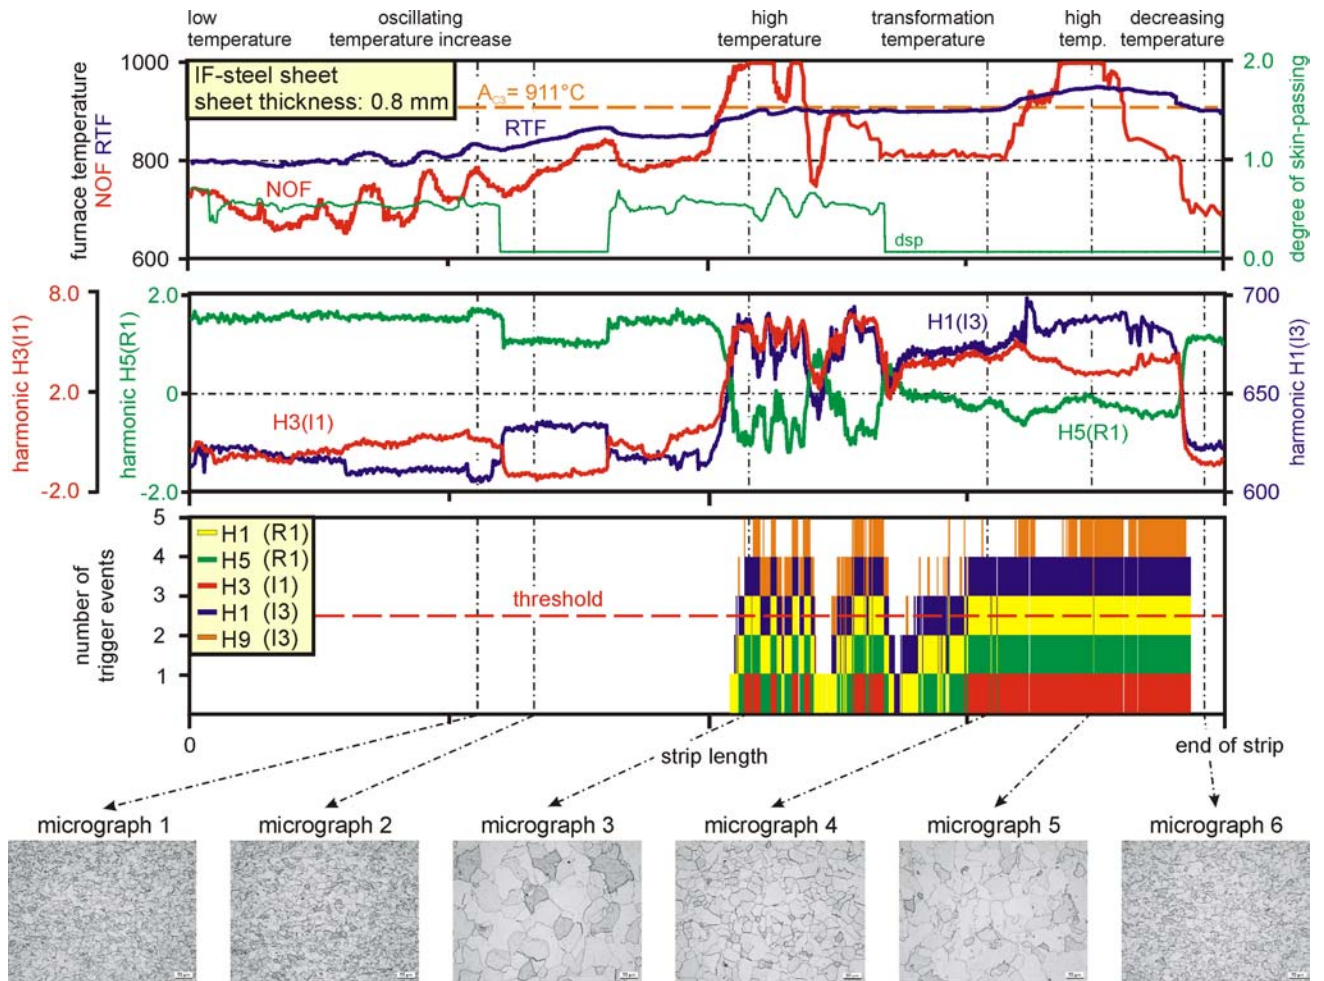 low temperature
oscillating temperature increase
high temperature
transformation temperature
high temp.
decreasing temperature
furnace temperature
NOF RTF
1000
800
600
IF-steel sheet
sheet thickness: 0.8 mm
AC3= 911°C
RTF
NOF
dsp
2.0
1.0
0.0
degree of skin-passing
harmonic H3(I1)
8.0
2.0
-2.0
harmonic H5(R1)
2.0
0
-2.0
H3(I1)
H1(I3)
H5(R1)
700
650
600
harmonic H1(I3)
number of
trigger events
5
4
3
2
1
H1 (R1)
H5 (R1)
H3 (I1)
H1 (I3)
H9 (I3)
threshold
0
strip length
end of strip
micrograph 1
micrograph 2
micrograph 3
micrograph 4
micrograph 5
micrograph 6